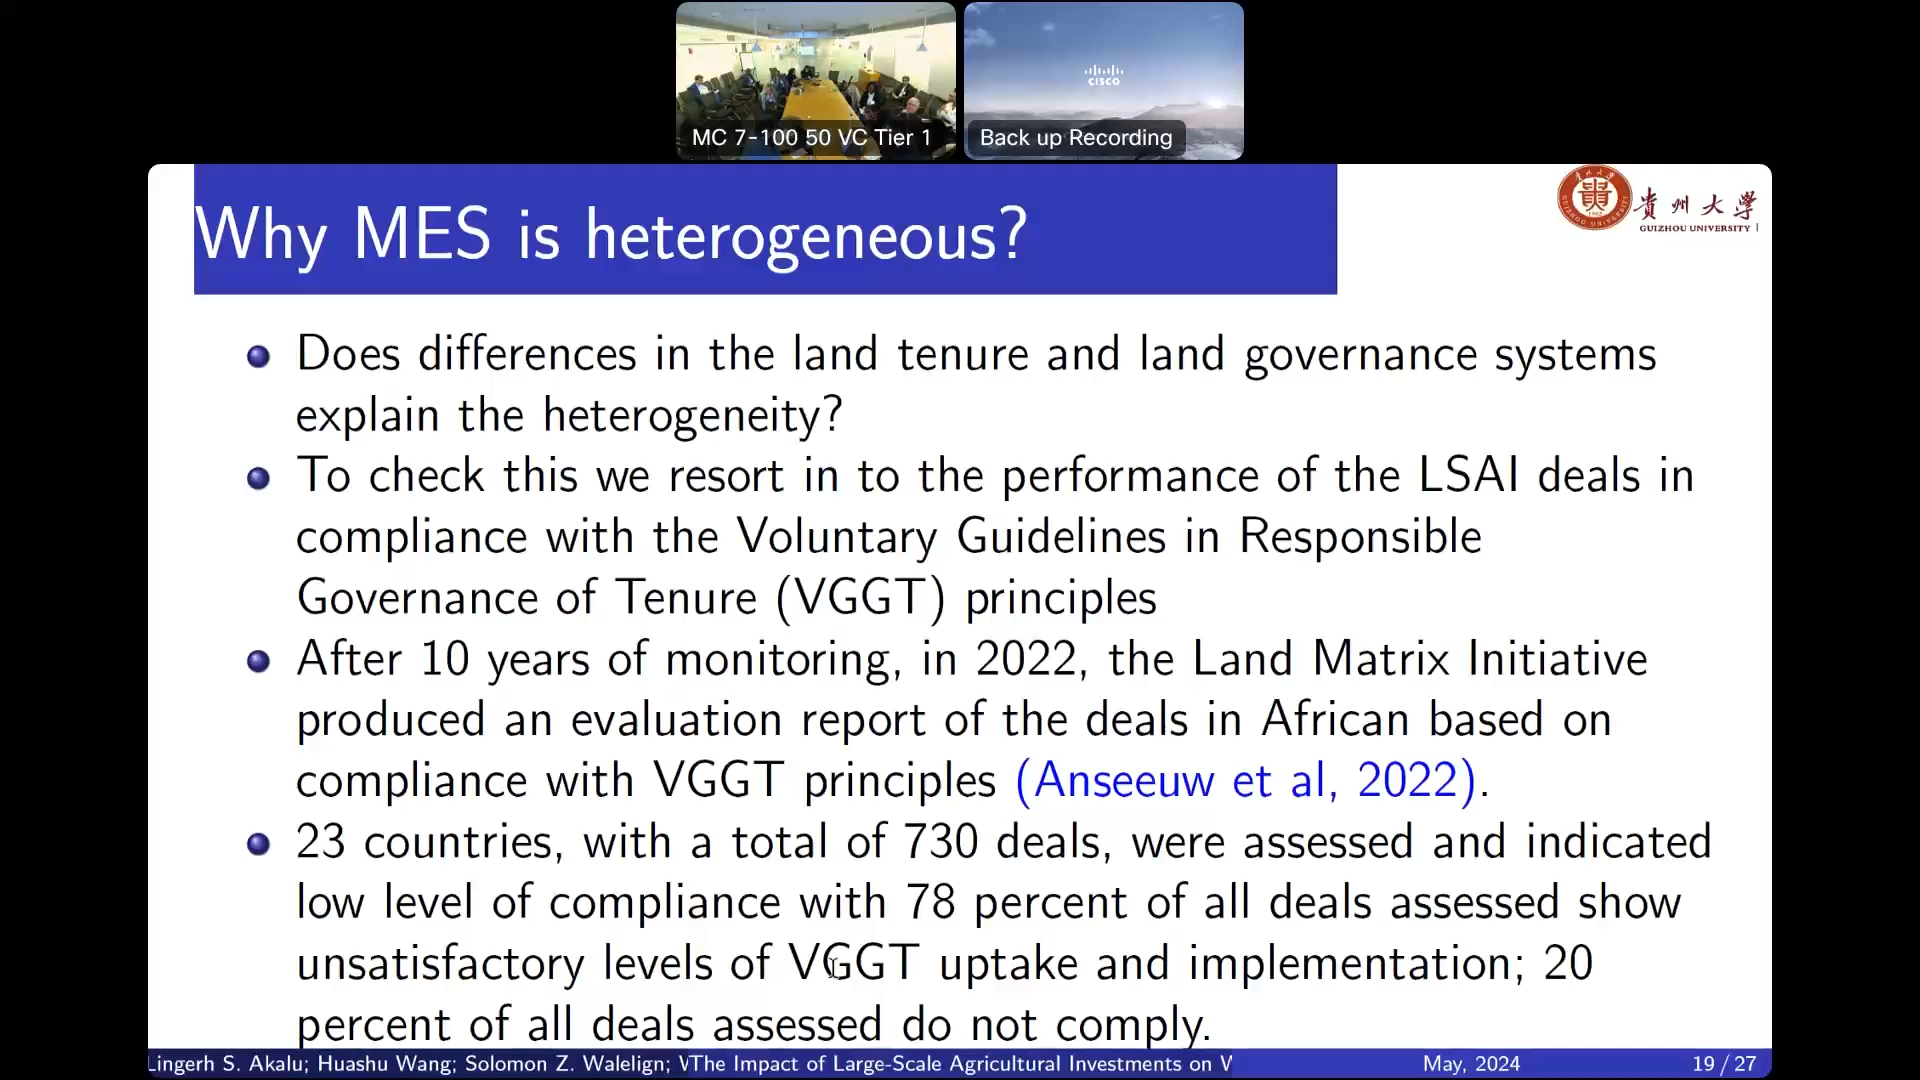 CISCO
MC 7-100 50 VC Tier 1
Back up Recording
Why MES is heterogeneous?
貴州大学
GUIZHOU UNIVERSITY
Does differences in the land tenure and land governance systems
explain the heterogeneity?
To check this we resort in to the performance of the LSAI deals in
compliance with the Voluntary Guidelines in Responsible
Governance of Tenure (VGGT) principles
After 10 years of monitoring, in 2022, the Land Matrix Initiative
produced an evaluation report of the deals in African based on
compliance with VGGT principles (Anseeuw et al, 2022).
23 countries, with a total of 730 deals, were assessed and indicated
low level of compliance with 78 percent of all deals assessed show
unsatisfactory levels of VGGT uptake and implementation; 20
percent of all deals assessed do not comply.
Lingerh S. Akalu; Huashu Wang; Solomon Z. Walelign; V The Impact of Large-Scale Agricultural Investments on W May, 2024 19 / 27